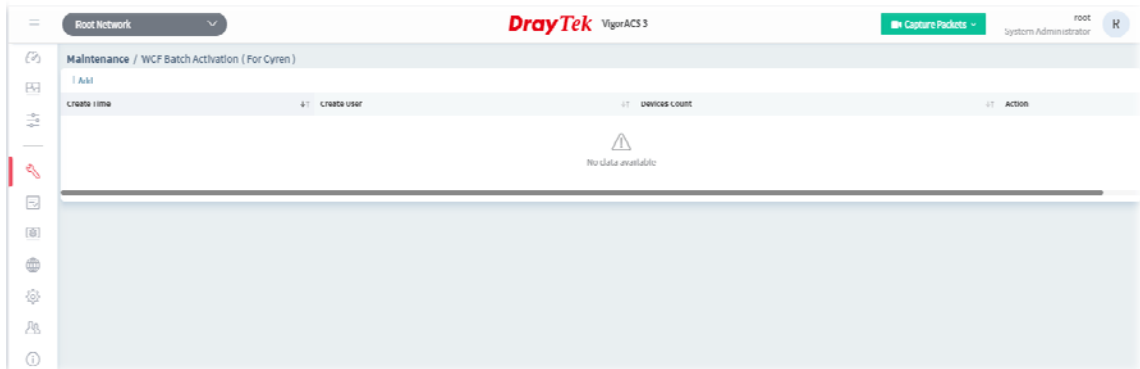 Root Network
DrayTek VigorACS 3
Capture Packets
root
System Administrator
R
Maintenance / WCF Batch Activation ( For Cyren )
Add
Create Time
Create User
Devices Count
Action
No data available